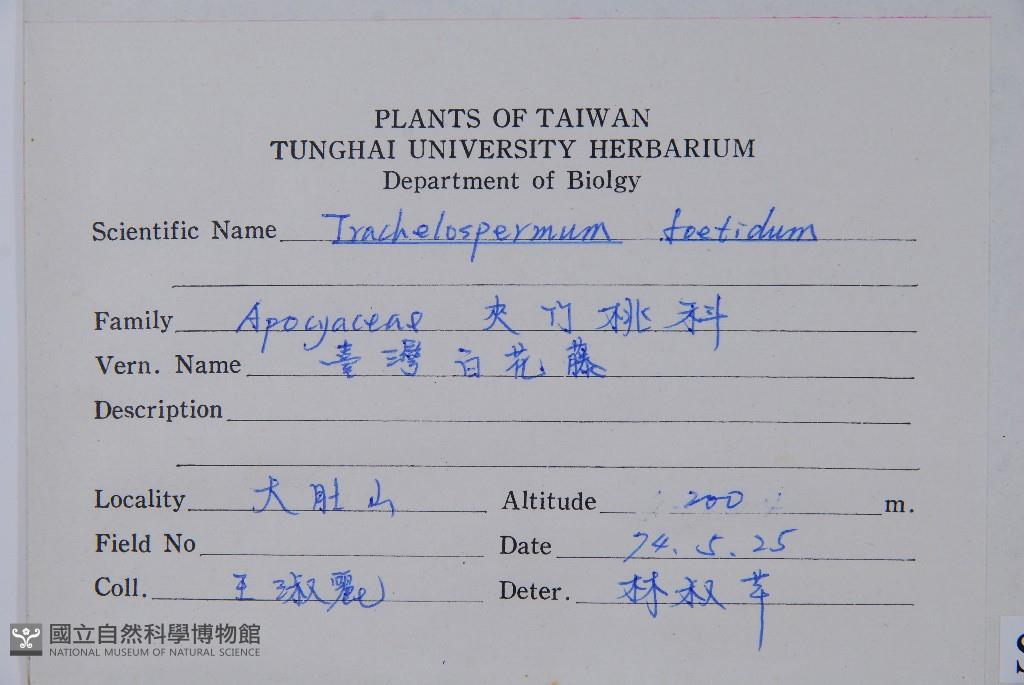 PLANTS OF TAIWAN
TUNGHAI UNIVERSITY HERBARIUM
Department of Biolgy
Scientific Name Trachelospermum foetidum
Family Apocyaceae 夾竹桃科
Vern. Name 臺灣白花藤
Description
Locality 大肚山 Altitude 200 m.
Field No Date 74.5.25
Coll. 王淑麗 Deter. 林叔苹
國立自然科學博物館
NATIONAL MUSEUM OF NATURAL SCIENCE